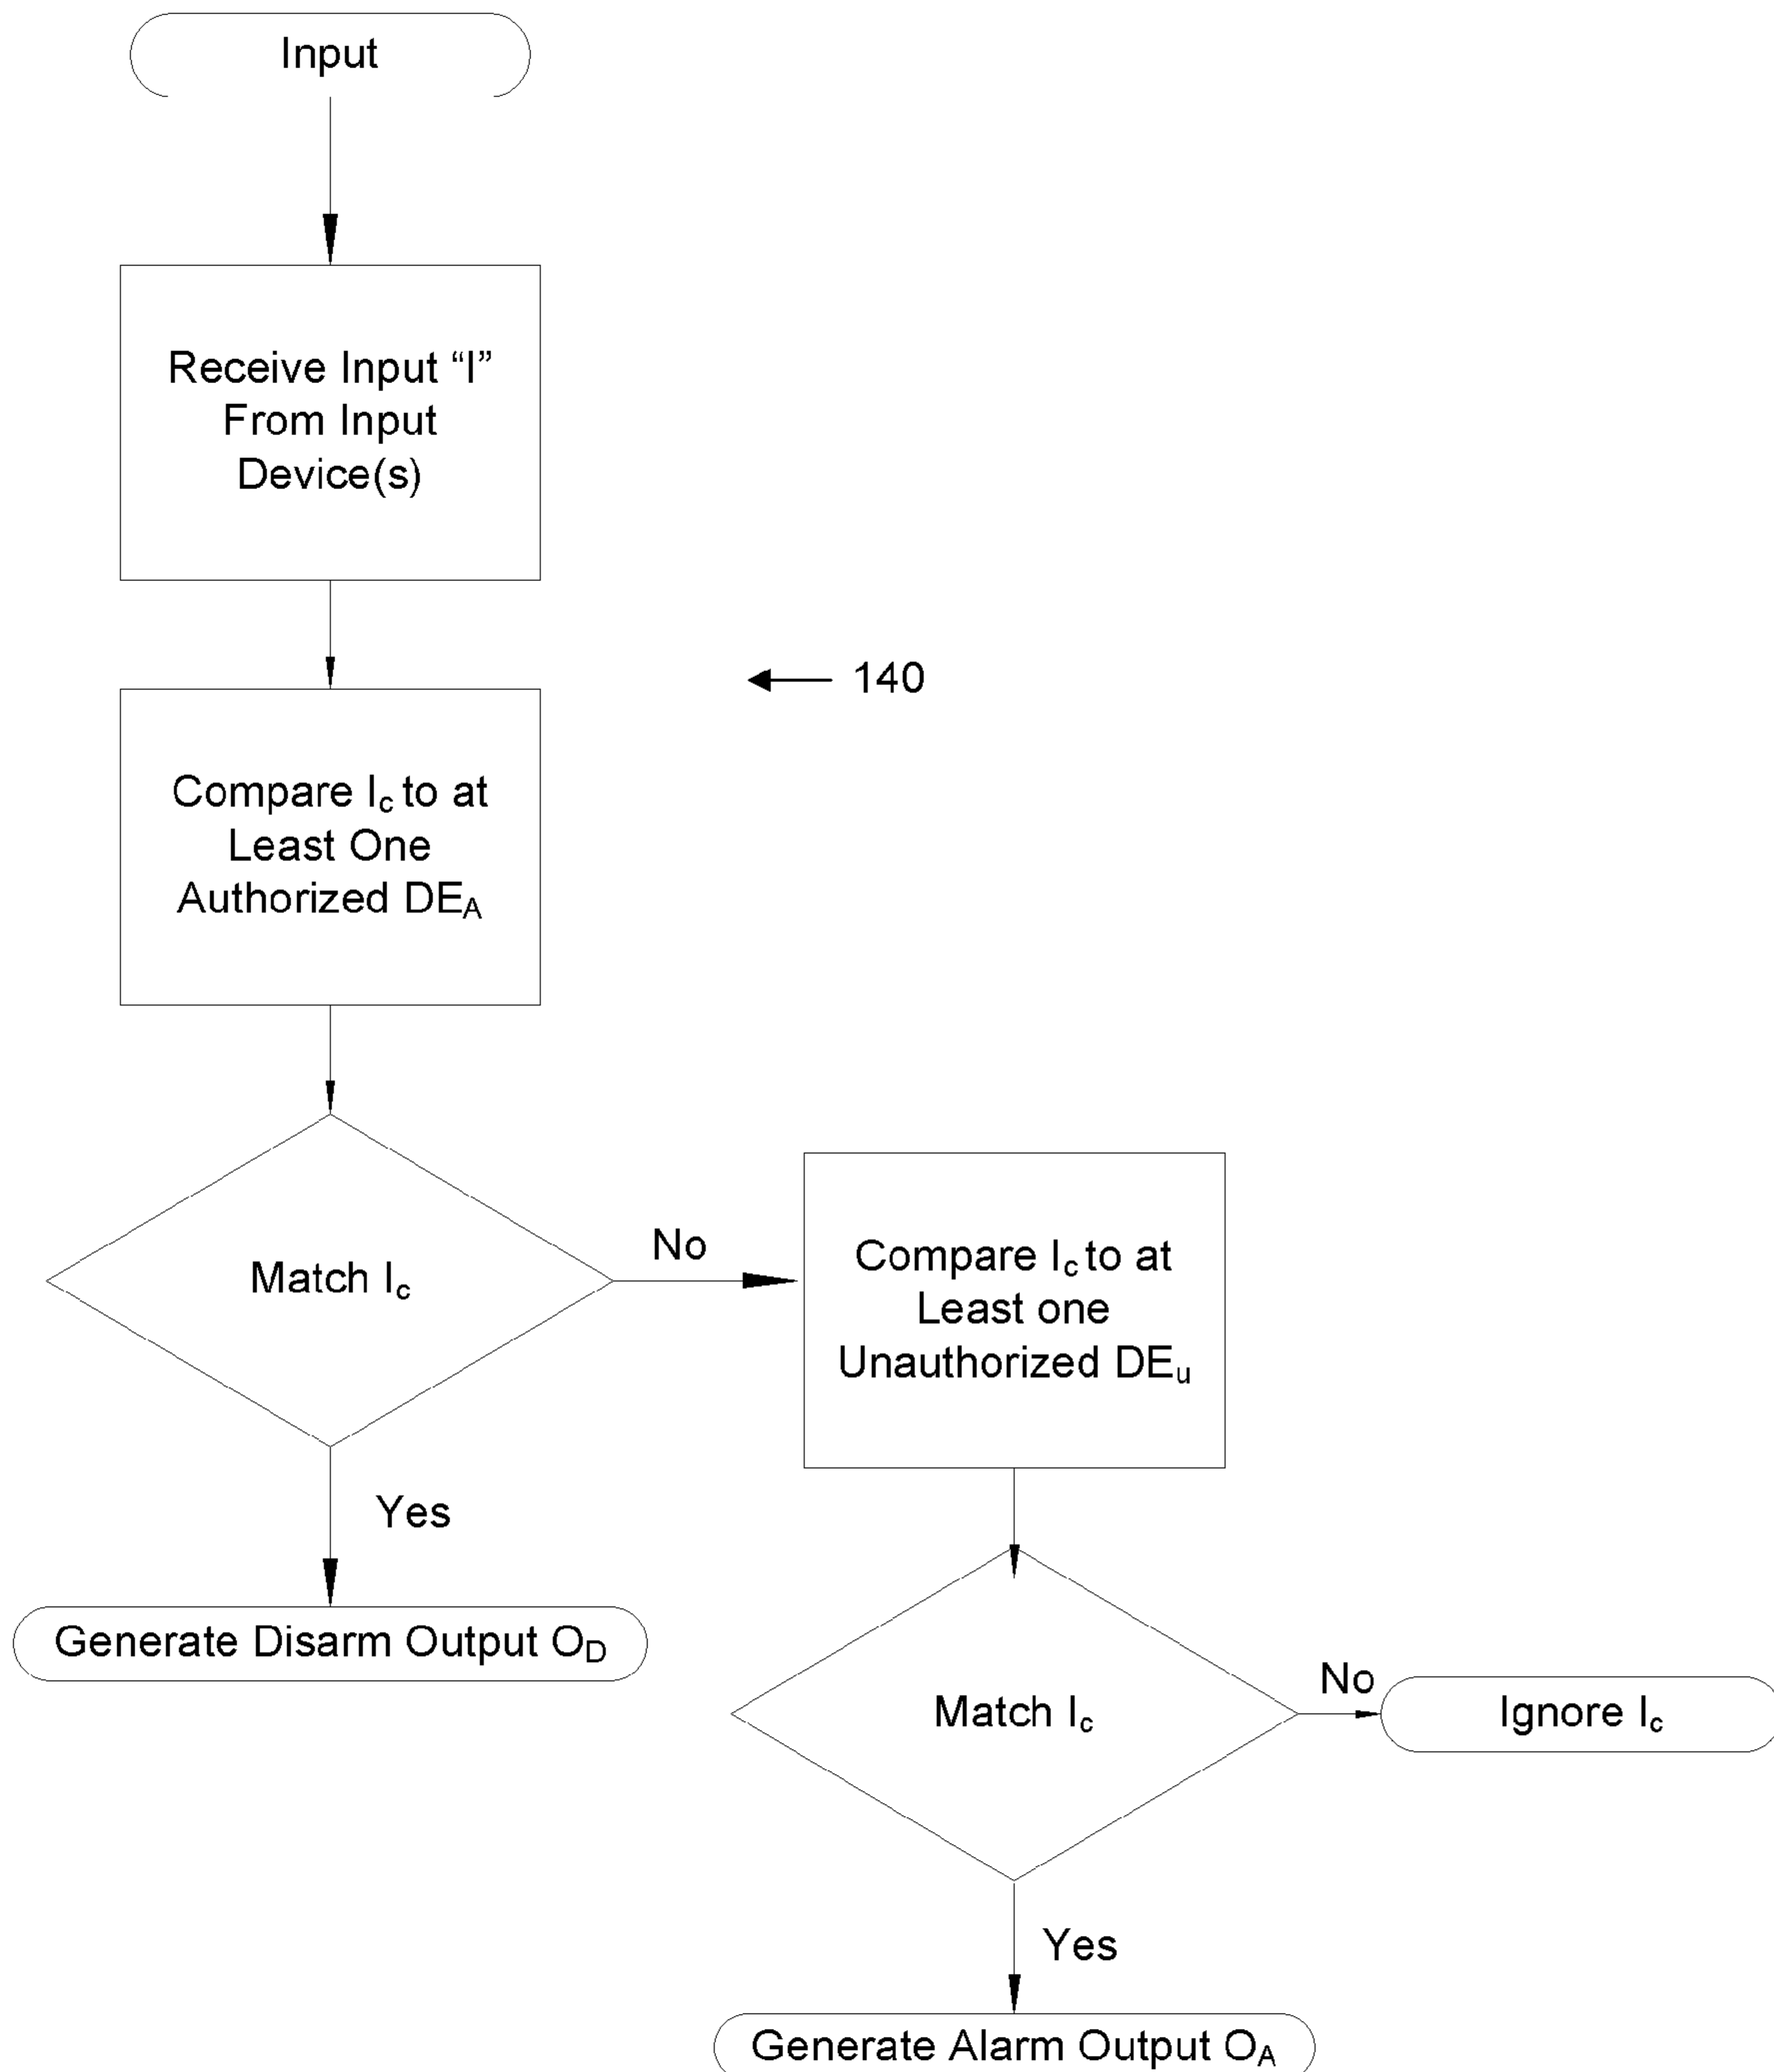 Input
Receive Input “I”
From Input
Device(s)
140
Compare Ic to at
Least One
Authorized DEA
Match Ic
No
Compare Ic to at
Least one
Unauthorized DEu
Yes
Generate Disarm Output OD
Match Ic
No
Ignore Ic
Yes
Generate Alarm Output OA